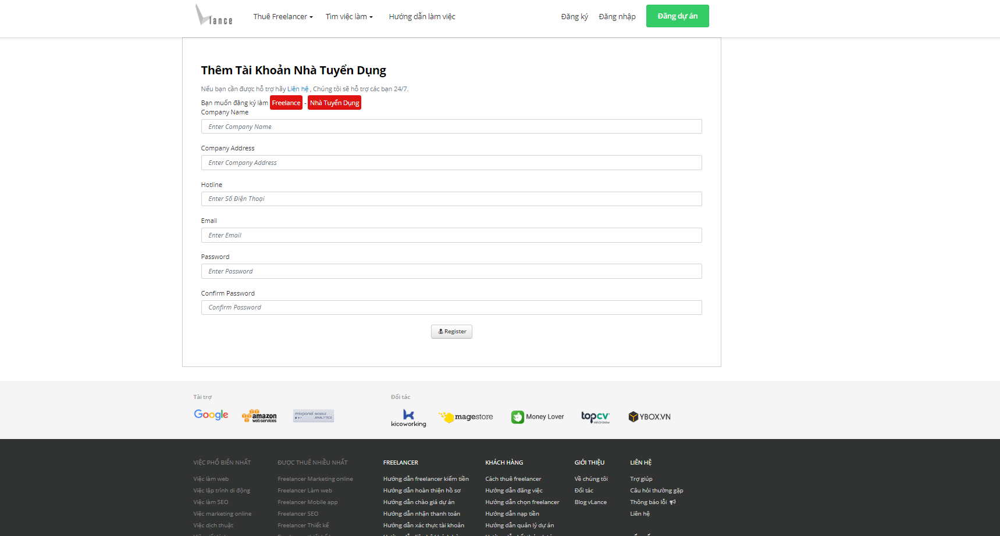 Vlance
Thuê Freelancer Tìm việc làm Hướng dẫn làm việc Đăng ký Đăng nhập Đăng dự án
Thêm Tài Khoản Nhà Tuyển Dụng
Nếu bạn cần được hỗ trợ hãy Liện hệ , Chúng tôi sẽ hỗ trợ các bạn 24/7.
Bạn muốn đăng ký làm Freelance - Nhà Tuyển Dụng
Company Name
Enter Company Name
Company Address
Enter Company Address
Hotline
Enter Số Điện Thoại
Email
Enter Email
Password
Enter Password
Confirm Password
Confirm Password
Register
Tài trợ Đối tác
Google amazon webservices mixpanel MOBILE ANALYTICS kicoworking magestore Money Lover topcv Viết CV Online YBOX.VN
VIỆC PHỔ BIẾN NHẤT ĐƯỢC THUÊ NHIỀU NHẤT FREELANCER KHÁCH HÀNG GIỚI THIỆU LIÊN HỆ
Việc làm web Freelancer Marketing online Hướng dẫn freelancer kiếm tiền Cách thuê freelancer Về chúng tôi Trợ giúp
Việc lập trình di động Freelancer Làm web Hướng dẫn hoàn thiện hồ sơ Hướng dẫn đăng việc Đối tác Câu hỏi thường gặp
Việc làm SEO Freelancer Mobile app Hướng dẫn chào giá dự án Hướng dẫn chọn freelancer Blog vLance Thông báo lỗi
Việc marketing online Freelancer SEO Hướng dẫn nhận thanh toán Hướng dẫn nạp tiền Liên hệ
Việc dịch thuật Freelancer Thiết kế Hướng dẫn xác thực tài khoản Hướng dẫn quản lý dự án